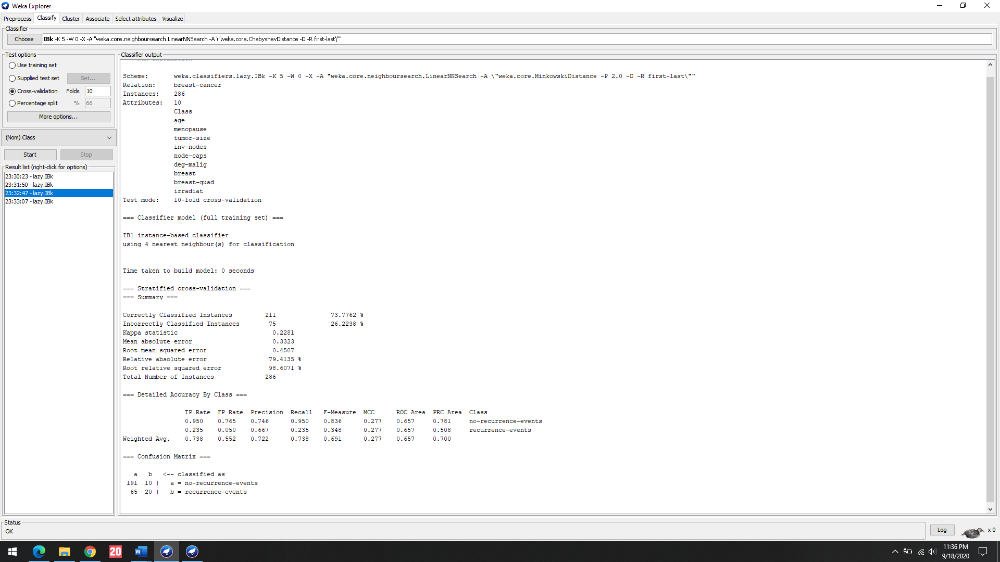 Weka Explorer
Preprocess Classify Cluster Associate Select attributes Visualize
Classifier
Choose IBk -K 5 -W 0 -X -A "weka.core.neighboursearch.LinearNNSearch -A \"weka.core.ChebyshevDistance -D -R first-last\""
Test options
Use training set
Supplied test set Set...
Cross-validation Folds 10
Percentage split % 66
More options...
(Nom) Class
Start Stop
Result list (right-click for options)
23:30:23 - lazy.IBk
23:31:50 - lazy.IBk
23:32:47 - lazy.IBk
23:33:07 - lazy.IBk
Classifier output
Scheme: weka.classifiers.lazy.IBk -K 5 -W 0 -X -A "weka.core.neighboursearch.LinearNNSearch -A \"weka.core.MinkowskiDistance -P 2.0 -D -R first-last\""
Relation: breast-cancer
Instances: 286
Attributes: 10
Class
age
menopause
tumor-size
inv-nodes
node-caps
deg-malig
breast
breast-quad
irradiat
Test mode: 10-fold cross-validation
=== Classifier model (full training set) ===
IB1 instance-based classifier
using 4 nearest neighbour(s) for classification
Time taken to build model: 0 seconds
=== Stratified cross-validation ===
=== Summary ===
Correctly Classified Instances 211 73.7762 %
Incorrectly Classified Instances 75 26.2238 %
Kappa statistic 0.2281
Mean absolute error 0.3323
Root mean squared error 0.4507
Relative absolute error 79.4135 %
Root relative squared error 98.6071 %
Total Number of Instances 286
=== Detailed Accuracy By Class ===
TP Rate FP Rate Precision Recall F-Measure MCC ROC Area PRC Area Class
0.950 0.765 0.746 0.950 0.836 0.277 0.657 0.781 no-recurrence-events
0.235 0.050 0.667 0.235 0.348 0.277 0.657 0.508 recurrence-events
Weighted Avg. 0.738 0.552 0.722 0.738 0.691 0.277 0.657 0.700
=== Confusion Matrix ===
a b <-- classified as
191 10 | a = no-recurrence-events
65 20 | b = recurrence-events
Status
OK
Log x 0
20
W
11:36 PM
9/18/2020